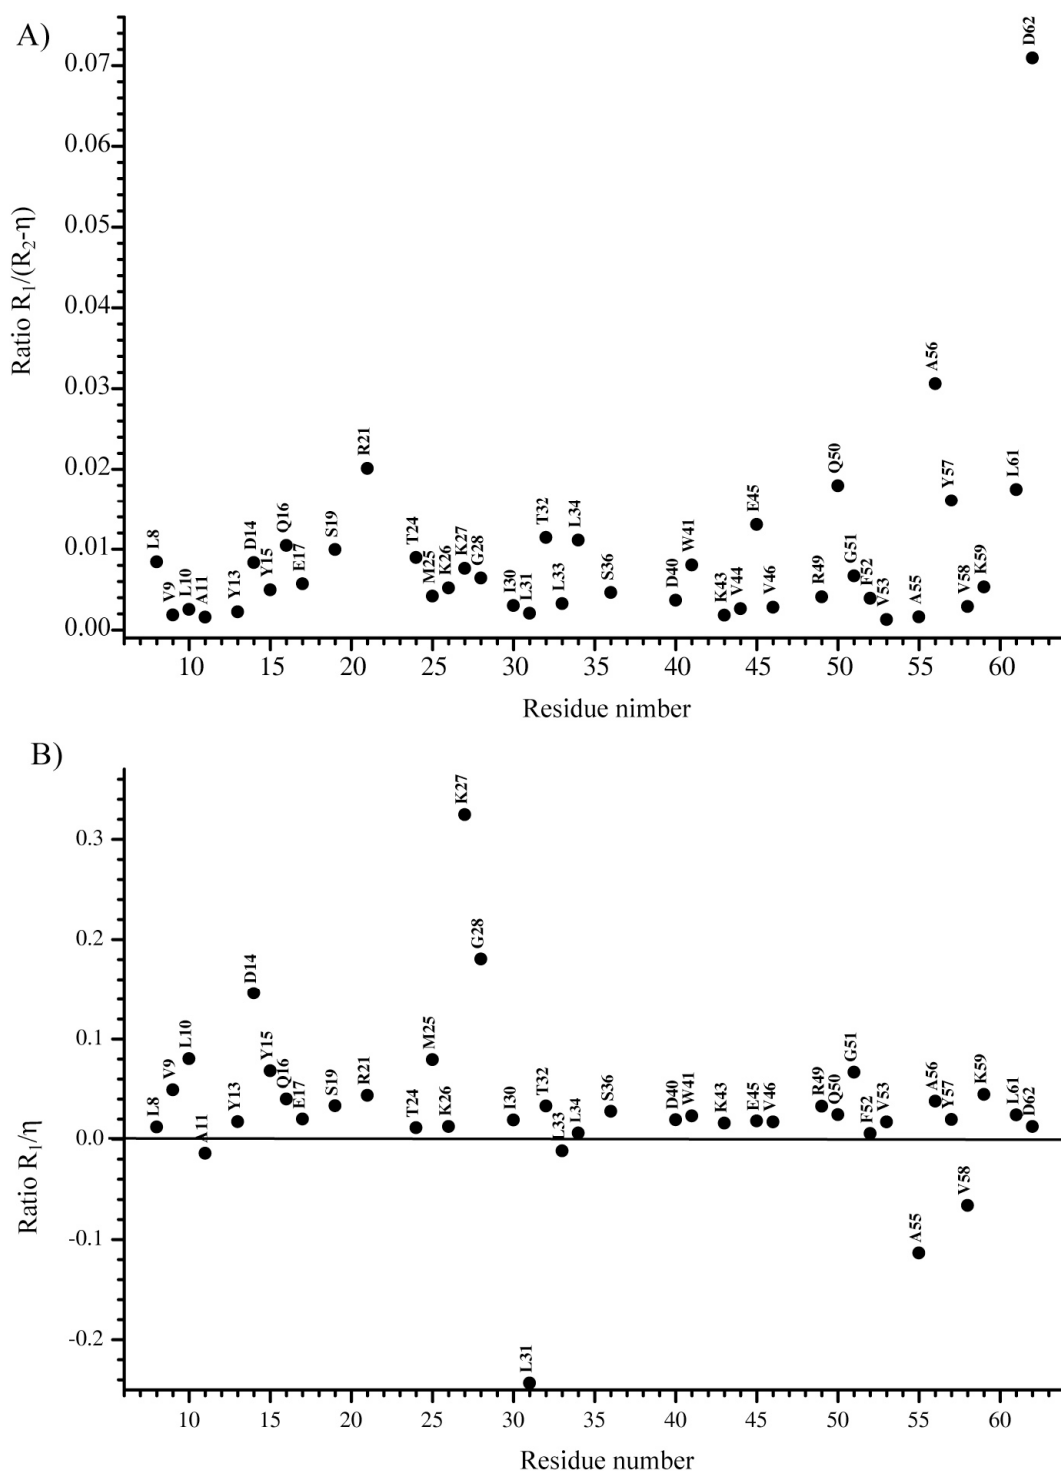 A)
Ratio R1/(R2-η)
0.07
0.06
0.05
0.04
0.03
0.02
0.01
0.00
L8
V9
L10
A11
Y13
D14
Y15
Q16
E17
S19
R21
T24
M25
K26
K27
G28
I30
L31
T32
L33
L34
S36
D40
W41
K43
V44
E45
V46
R49
Q50
G51
F52
V53
A55
A56
Y57
V58
K59
L61
D62
10 15 20 25 30 35 40 45 50 55 60
Residue nimber
B)
Ratio R1/η
0.3
0.2
0.1
0.0
-0.1
-0.2
L8
V9
L10
A11
Y13
D14
Y15
Q16
E17
S19
R21
T24
M25
K26
K27
G28
I30
L31
T32
L33
L34
S36
D40
W41
K43
E45
V46
R49
Q50
G51
F52
V53
A55
A56
Y57
V58
K59
L61
D62
10 15 20 25 30 35 40 45 50 55 60
Residue number